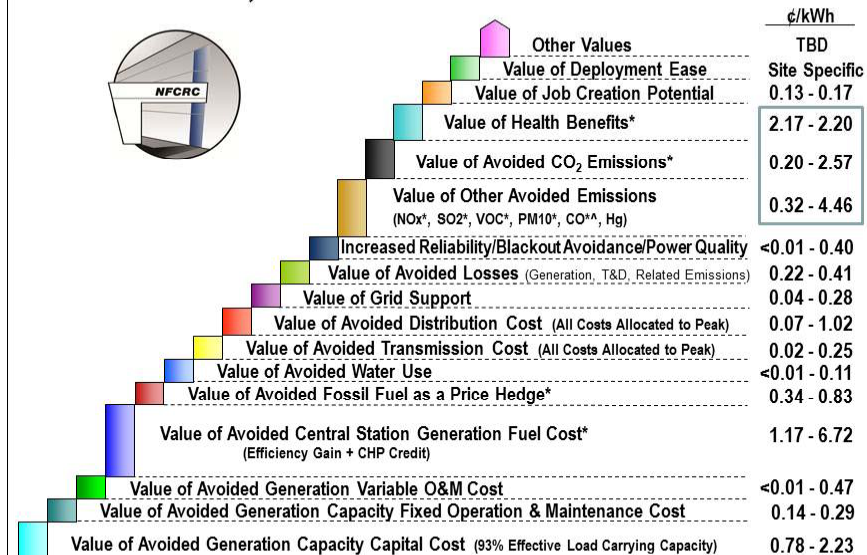 ¢/kWh
NFCRC
Other Values TBD
Value of Deployment Ease Site Specific
Value of Job Creation Potential 0.13 - 0.17
Value of Health Benefits* 2.17 - 2.20
Value of Avoided CO2 Emissions* 0.20 - 2.57
Value of Other Avoided Emissions
(NOx*, SO2*, VOC*, PM10*, CO*^, Hg) 0.32 - 4.46
Increased Reliability/Blackout Avoidance/Power Quality <0.01 - 0.40
Value of Avoided Losses (Generation, T&D, Related Emissions) 0.22 - 0.41
Value of Grid Support 0.04 - 0.28
Value of Avoided Distribution Cost (All Costs Allocated to Peak) 0.07 - 1.02
Value of Avoided Transmission Cost (All Costs Allocated to Peak) 0.02 - 0.25
Value of Avoided Water Use <0.01 - 0.11
Value of Avoided Fossil Fuel as a Price Hedge* 0.34 - 0.83
Value of Avoided Central Station Generation Fuel Cost* 1.17 - 6.72
(Efficiency Gain + CHP Credit)
Value of Avoided Generation Variable O&M Cost <0.01 - 0.47
Value of Avoided Generation Capacity Fixed Operation & Maintenance Cost 0.14 - 0.29
Value of Avoided Generation Capacity Capital Cost (93% Effective Load Carrying Capacity) 0.78 - 2.23